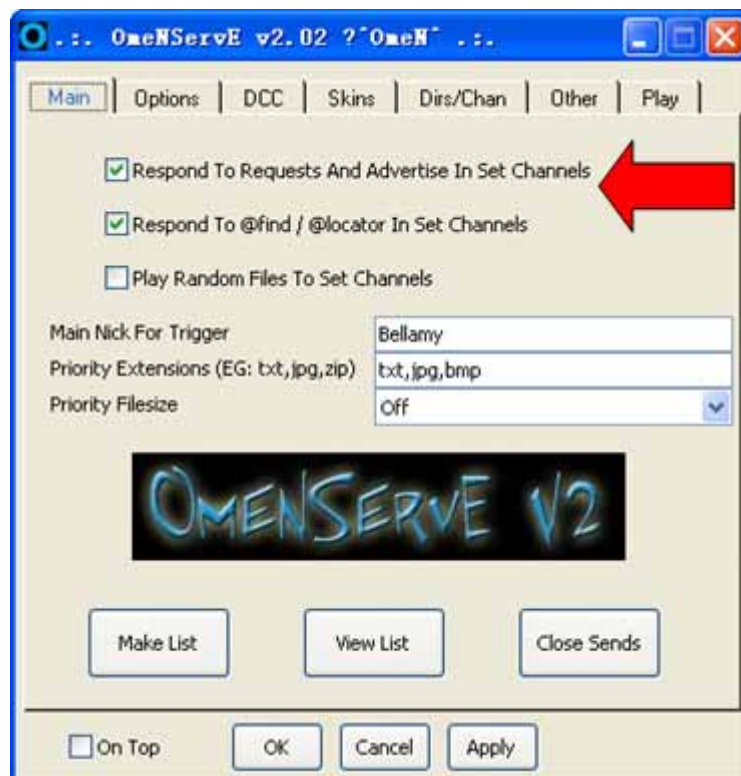 .:. OmeNServE v2.02 ?^OmeN^ .:.
Main Options DCC Skins Dirs/Chan Other Play
Respond To Requests And Advertise In Set Channels
Respond To @find / @locator In Set Channels
Play Random Files To Set Channels
Main Nick For Trigger Bellamy
Priority Extensions (EG: txt,jpg,zip) txt,jpg,bmp
Priority Filesize Off
OMENSERVE V2
Make List View List Close Sends
On Top OK Cancel Apply